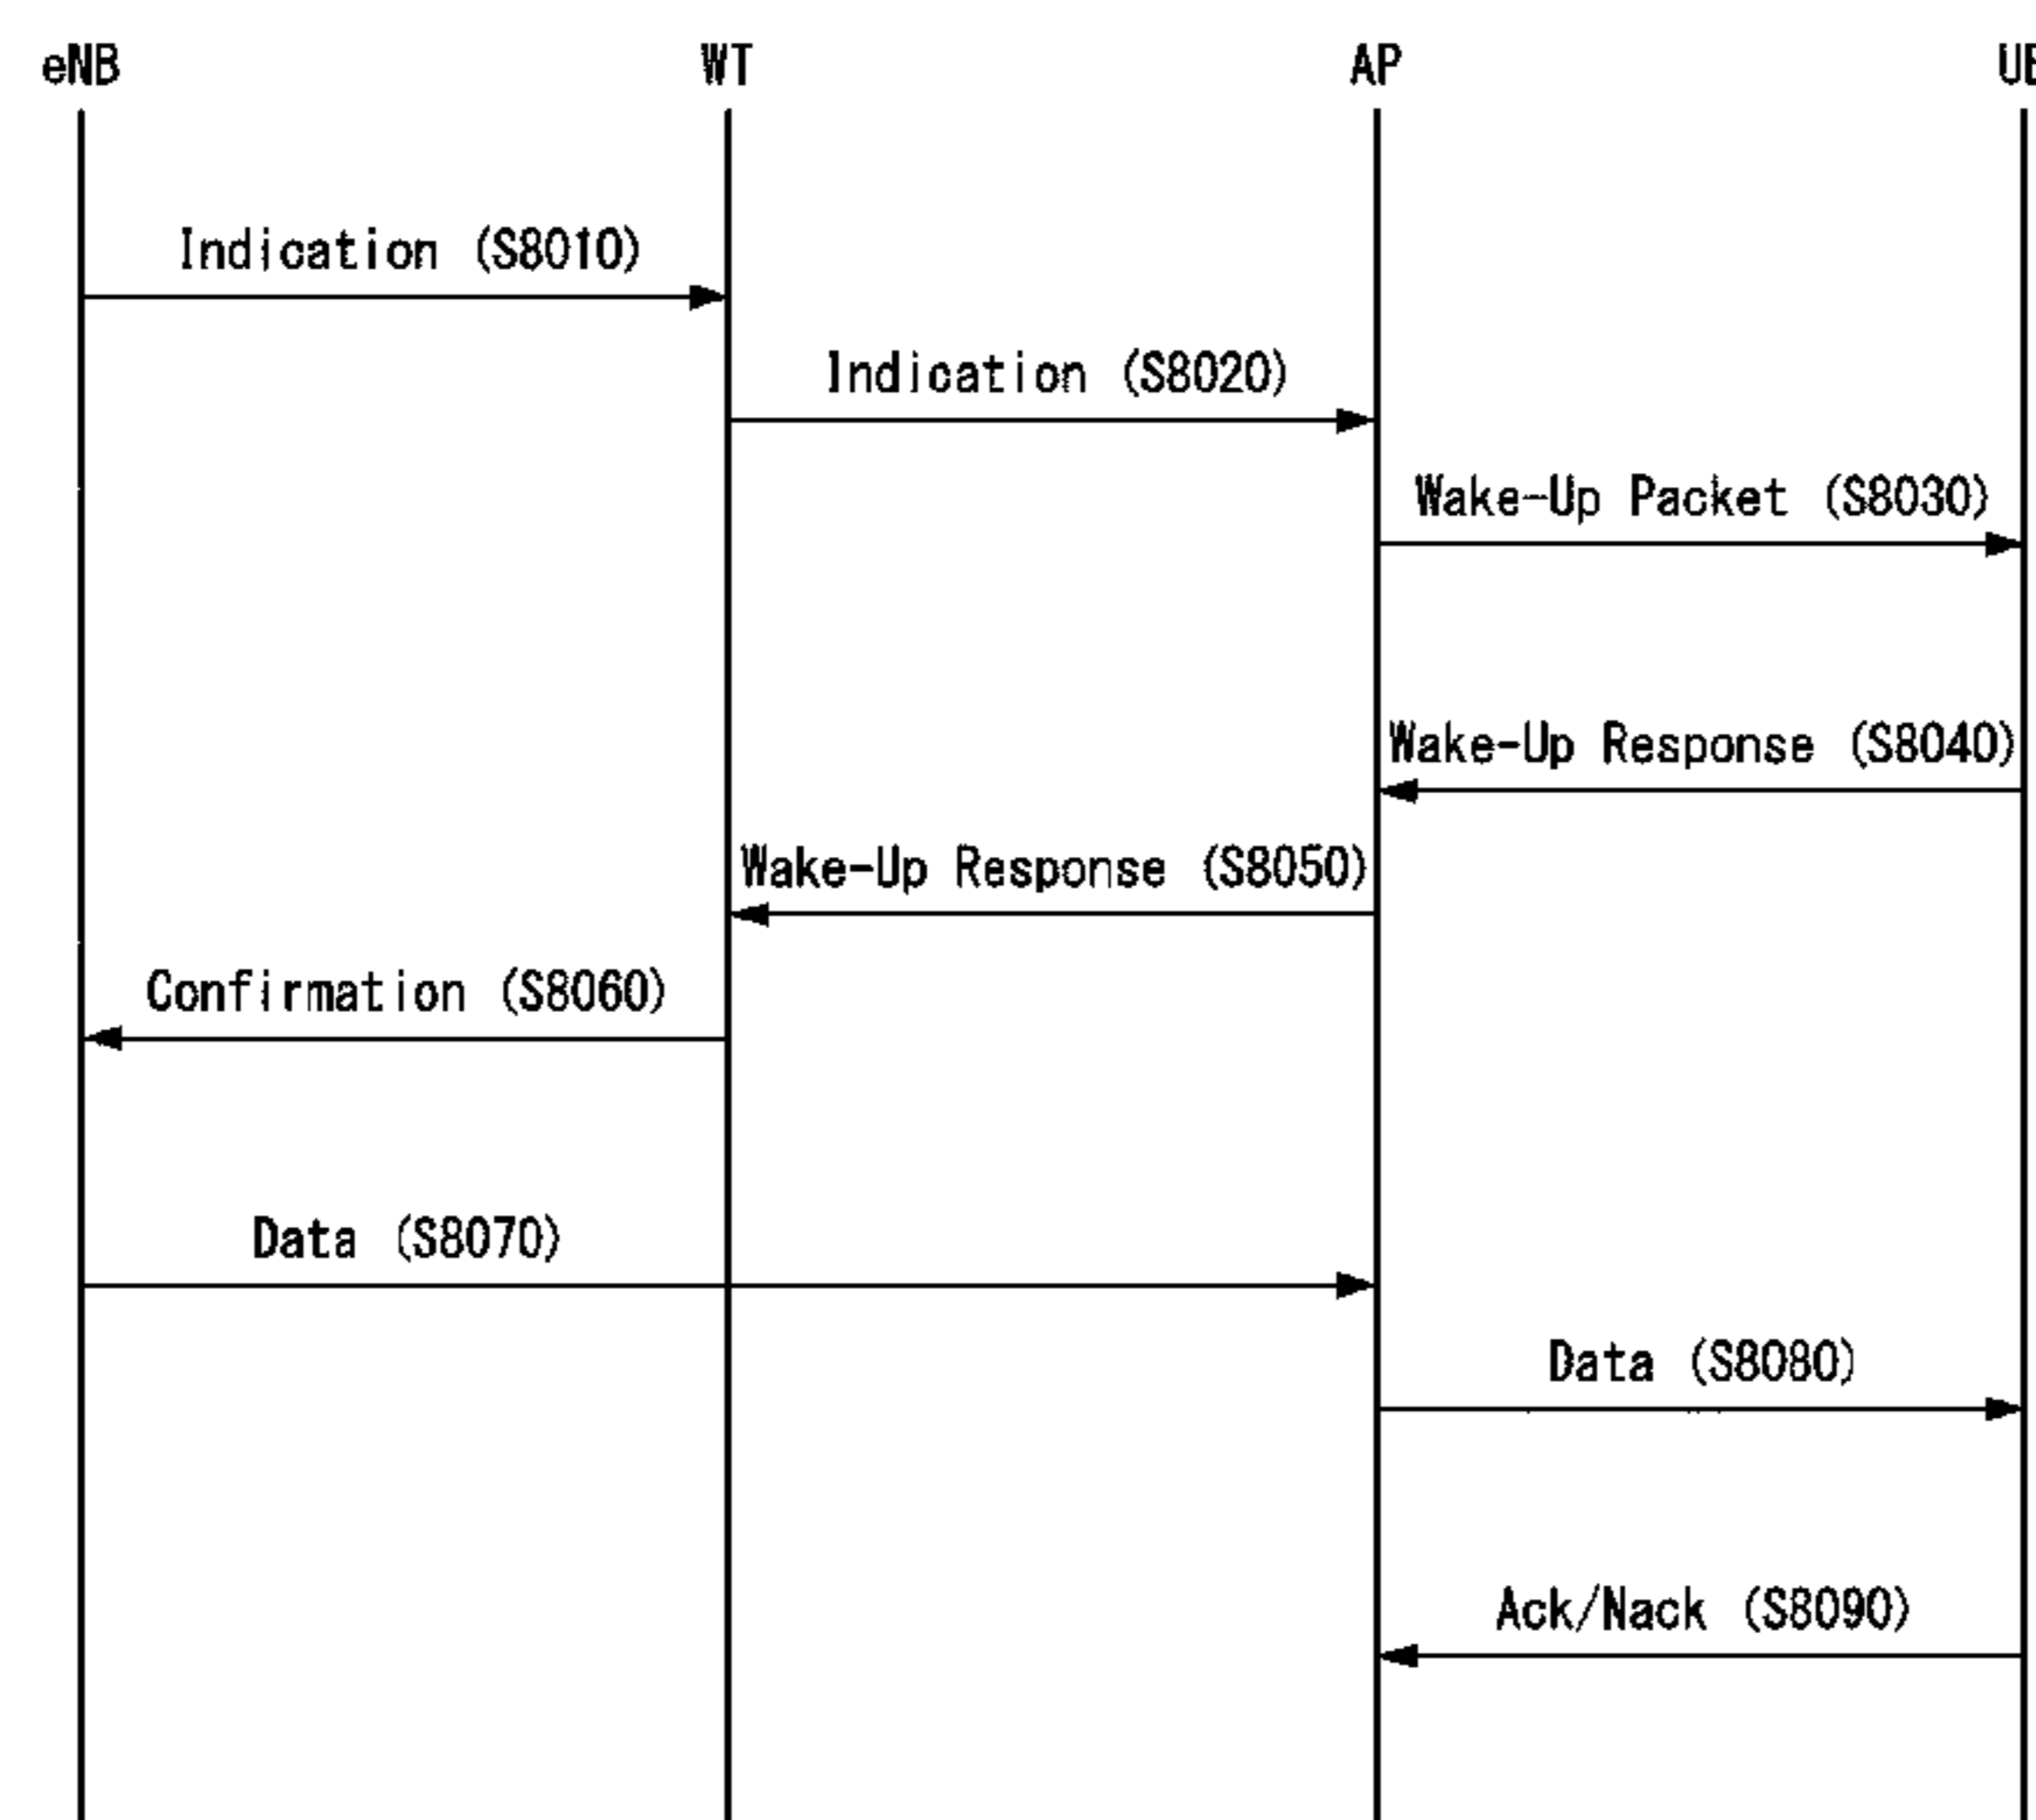 eNB WT AP UE
Indication (S8010)
Indication (S8020)
Wake-Up Packet (S8030)
Wake-Up Response (S8040)
Wake-Up Response (S8050)
Confirmation (S8060)
Data (S8070)
Data (S8080)
Ack/Nack (S8090)